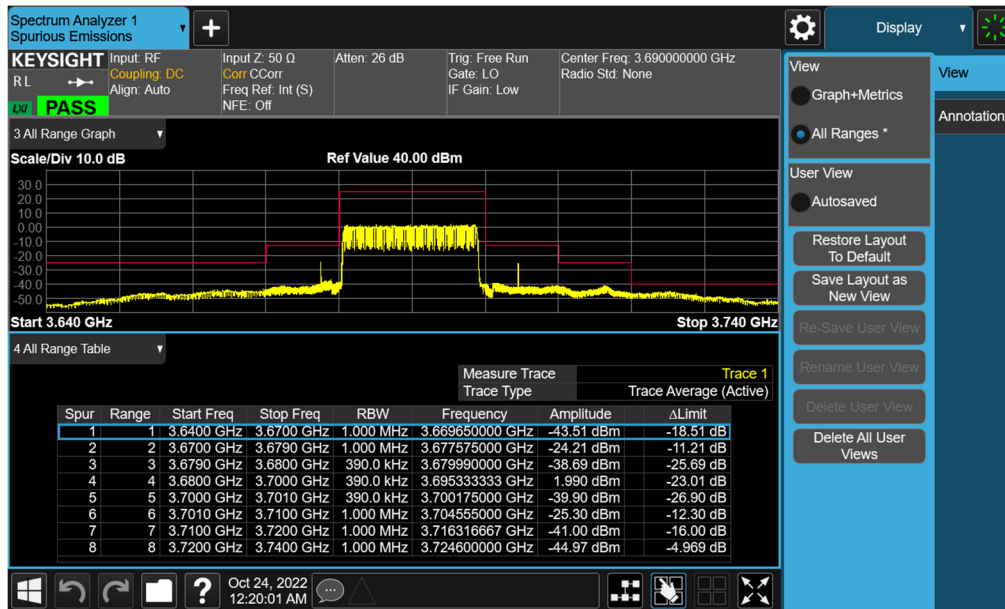 Spectrum Analyzer 1
Spurious Emissions
+
Display
KEYSIGHT
R L
LXI
PASS
Input: RF
Coupling: DC
Align: Auto
Input Z: 50 Ω
Corr CCorr
Freq Ref: Int (S)
NFE: Off
Atten: 26 dB
Trig: Free Run
Gate: LO
IF Gain: Low
Center Freq: 3.690000000 GHz
Radio Std: None
3 All Range Graph
Scale/Div 10.0 dB
Ref Value 40.00 dBm
30.0
20.0
10.0
0.00
-10.0
-20.0
-30.0
-40.0
-50.0
Start 3.640 GHz
Stop 3.740 GHz
4 All Range Table
Measure Trace Trace 1
Trace Type Trace Average (Active)
Spur Range Start Freq Stop Freq RBW Frequency Amplitude ΔLimit
1 1 3.6400 GHz 3.6700 GHz 1.000 MHz 3.669650000 GHz -43.51 dBm -18.51 dB
2 2 3.6700 GHz 3.6790 GHz 1.000 MHz 3.677575000 GHz -24.21 dBm -11.21 dB
3 3 3.6790 GHz 3.6800 GHz 390.0 kHz 3.679990000 GHz -38.69 dBm -25.69 dB
4 4 3.6800 GHz 3.7000 GHz 390.0 kHz 3.695333333 GHz 1.990 dBm -23.01 dB
5 5 3.7000 GHz 3.7010 GHz 390.0 kHz 3.700175000 GHz -39.90 dBm -26.90 dB
6 6 3.7010 GHz 3.7100 GHz 1.000 MHz 3.704555000 GHz -25.30 dBm -12.30 dB
7 7 3.7100 GHz 3.7200 GHz 1.000 MHz 3.716316667 GHz -41.00 dBm -16.00 dB
8 8 3.7200 GHz 3.7400 GHz 1.000 MHz 3.724600000 GHz -44.97 dBm -4.969 dB
?
Oct 24, 2022
12:20:01 AM
View
Graph+Metrics
All Ranges *
User View
Autosaved
Restore Layout
To Default
Save Layout as
New View
Re-Save User View
Rename User View
Delete User View
Delete All User
Views
View
Annotation